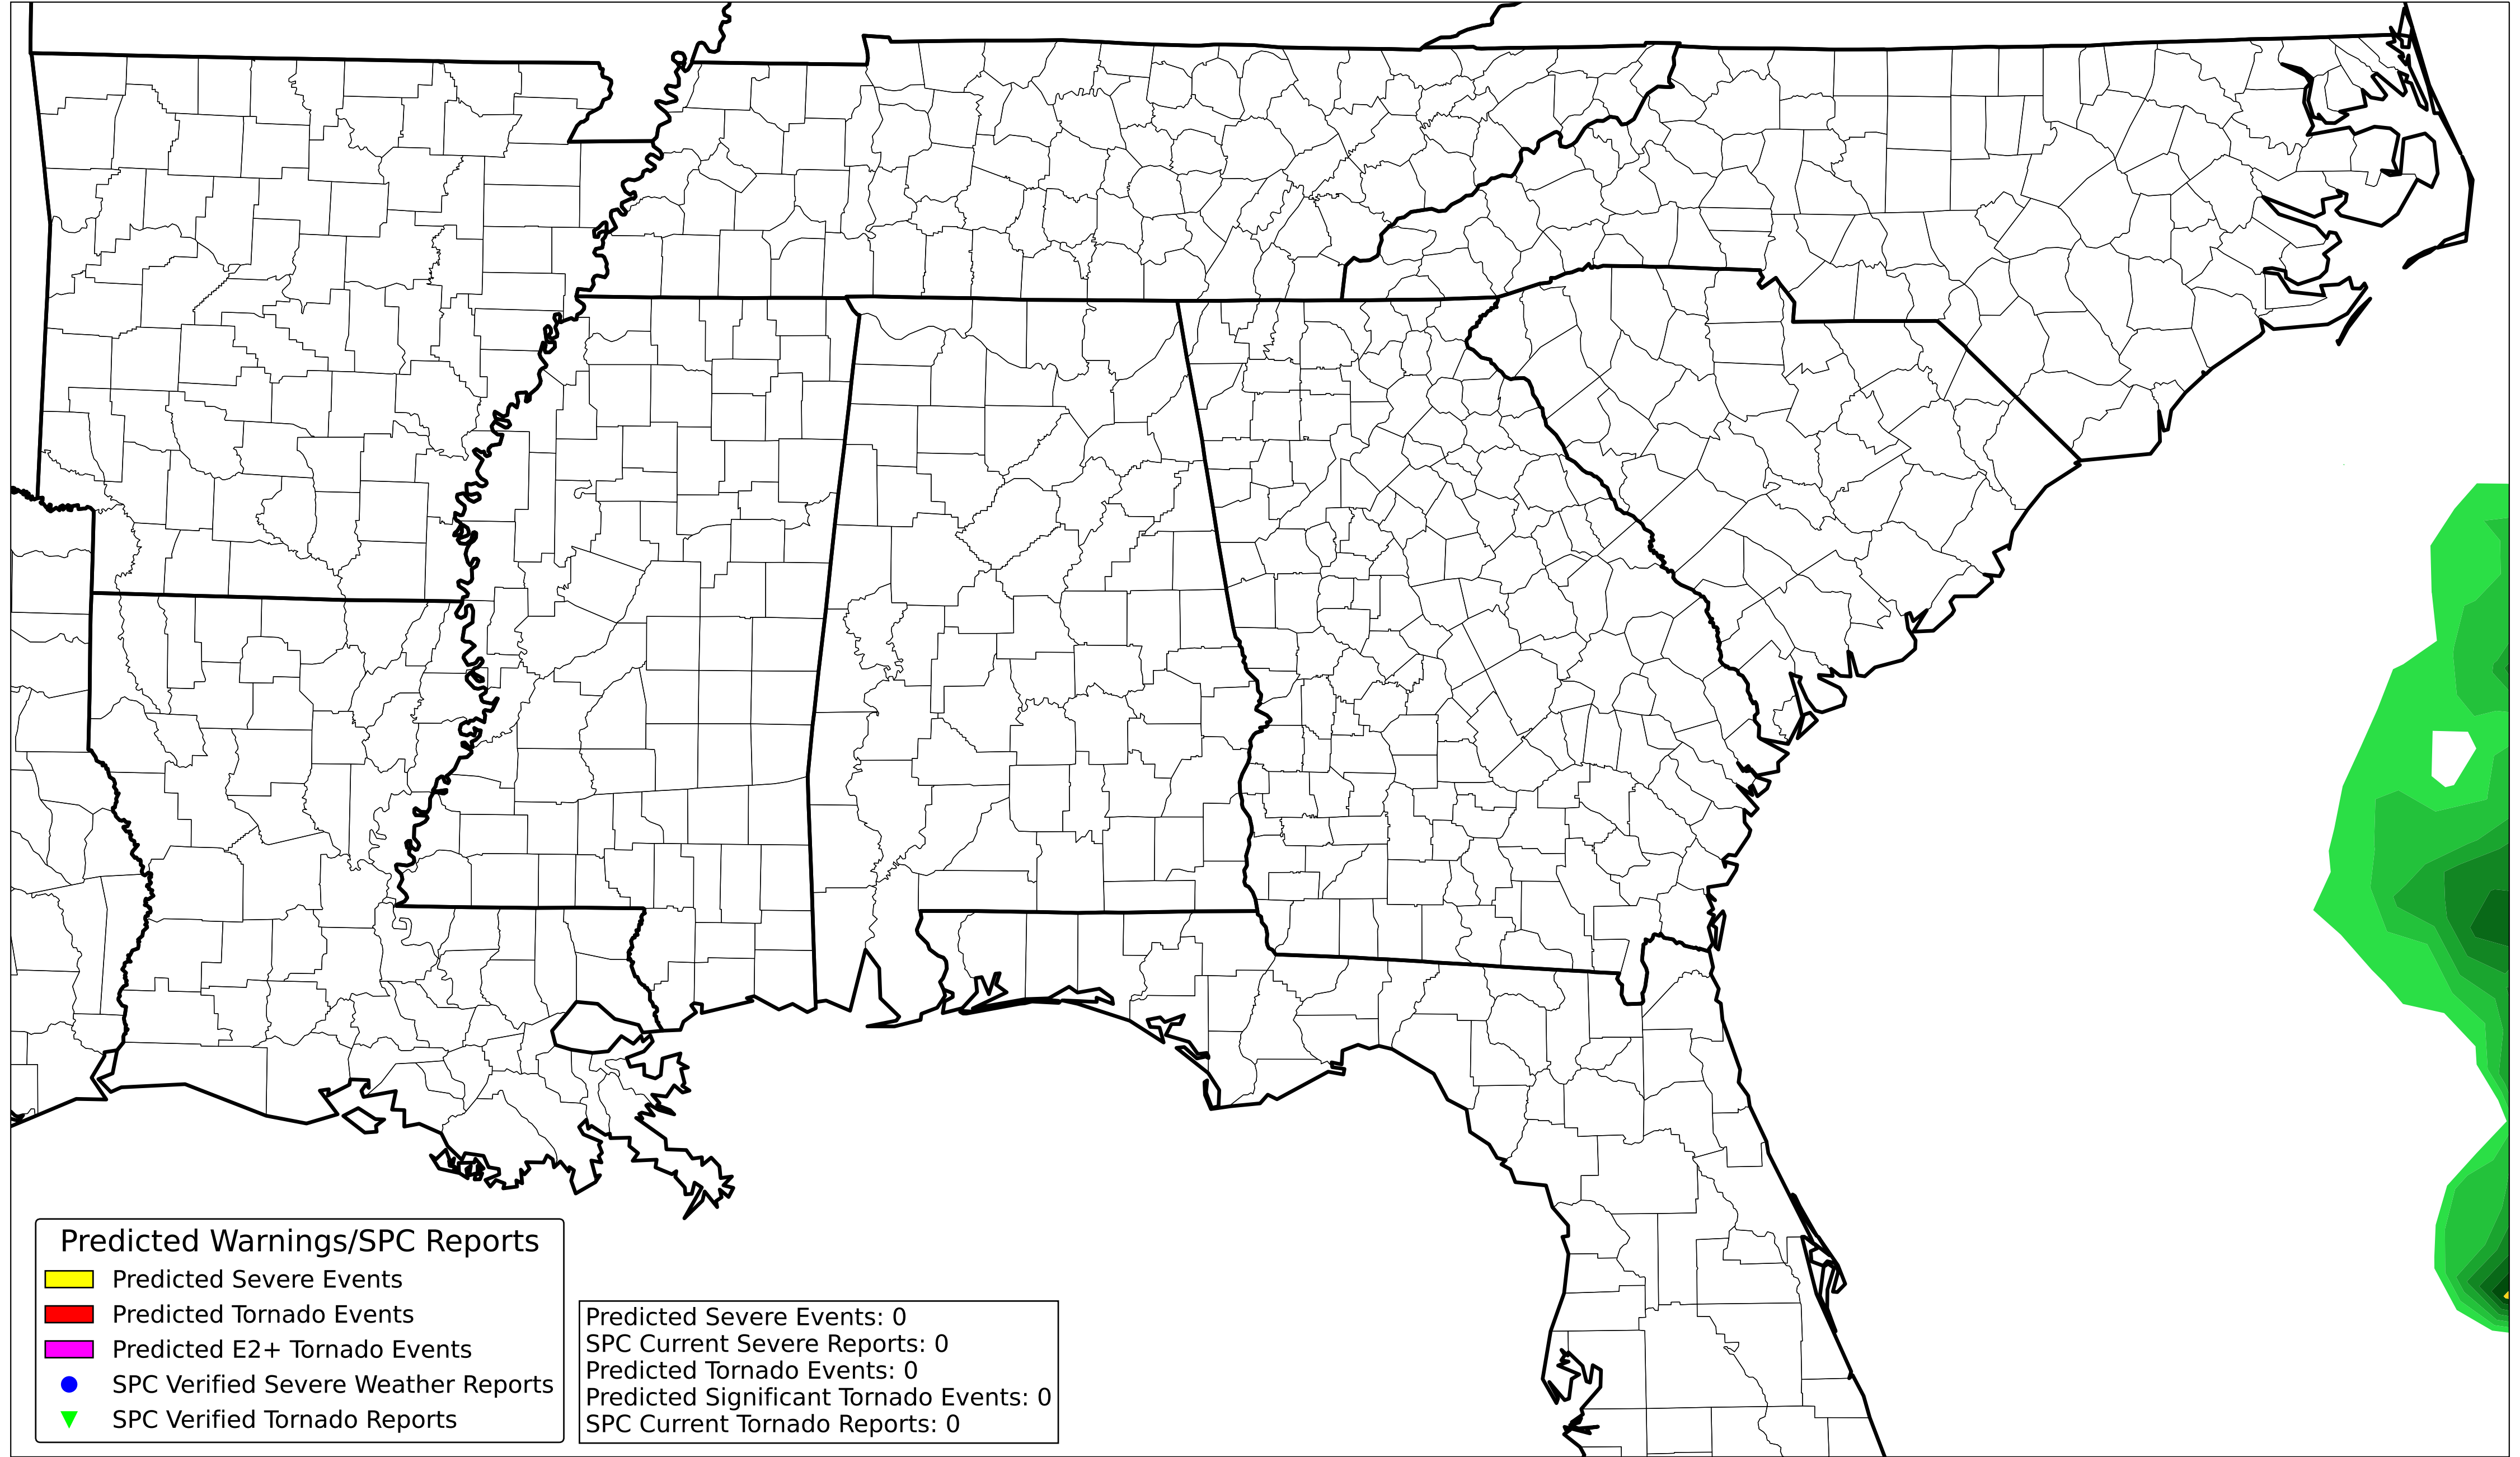 Predicted Warnings/SPC Reports
Predicted Severe Events
Predicted Tornado Events
Predicted E2+ Tornado Events
SPC Verified Severe Weather Reports
SPC Verified Tornado Reports
Predicted Severe Events: 0
SPC Current Severe Reports: 0
Predicted Tornado Events: 0
Predicted Significant Tornado Events: 0
SPC Current Tornado Reports: 0